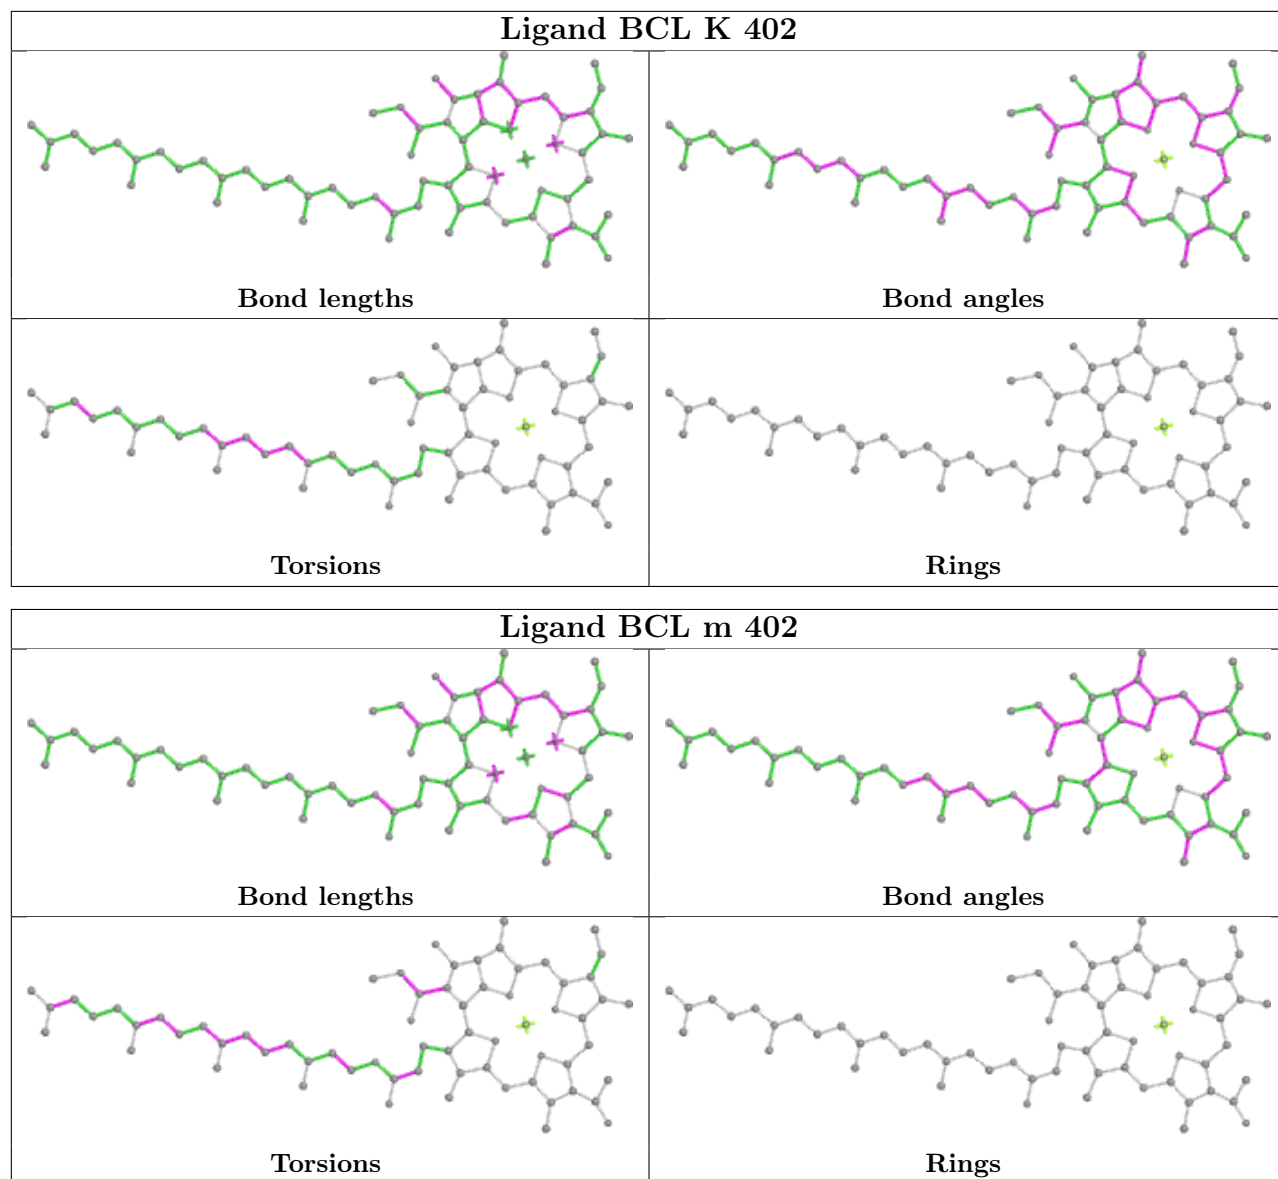 Ligand BCL K 402
Bond lengths
Bond angles
Torsions
Rings
Ligand BCL m 402
Bond lengths
Bond angles
Torsions
Rings